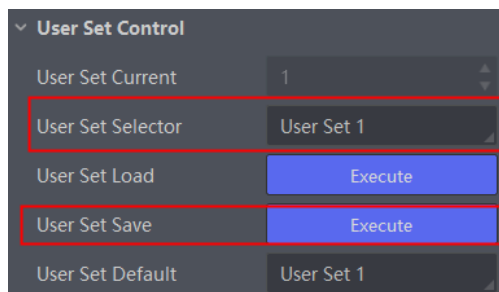 User Set Control
User Set Current 1
User Set Selector User Set 1
User Set Load Execute
User Set Save Execute
User Set Default User Set 1